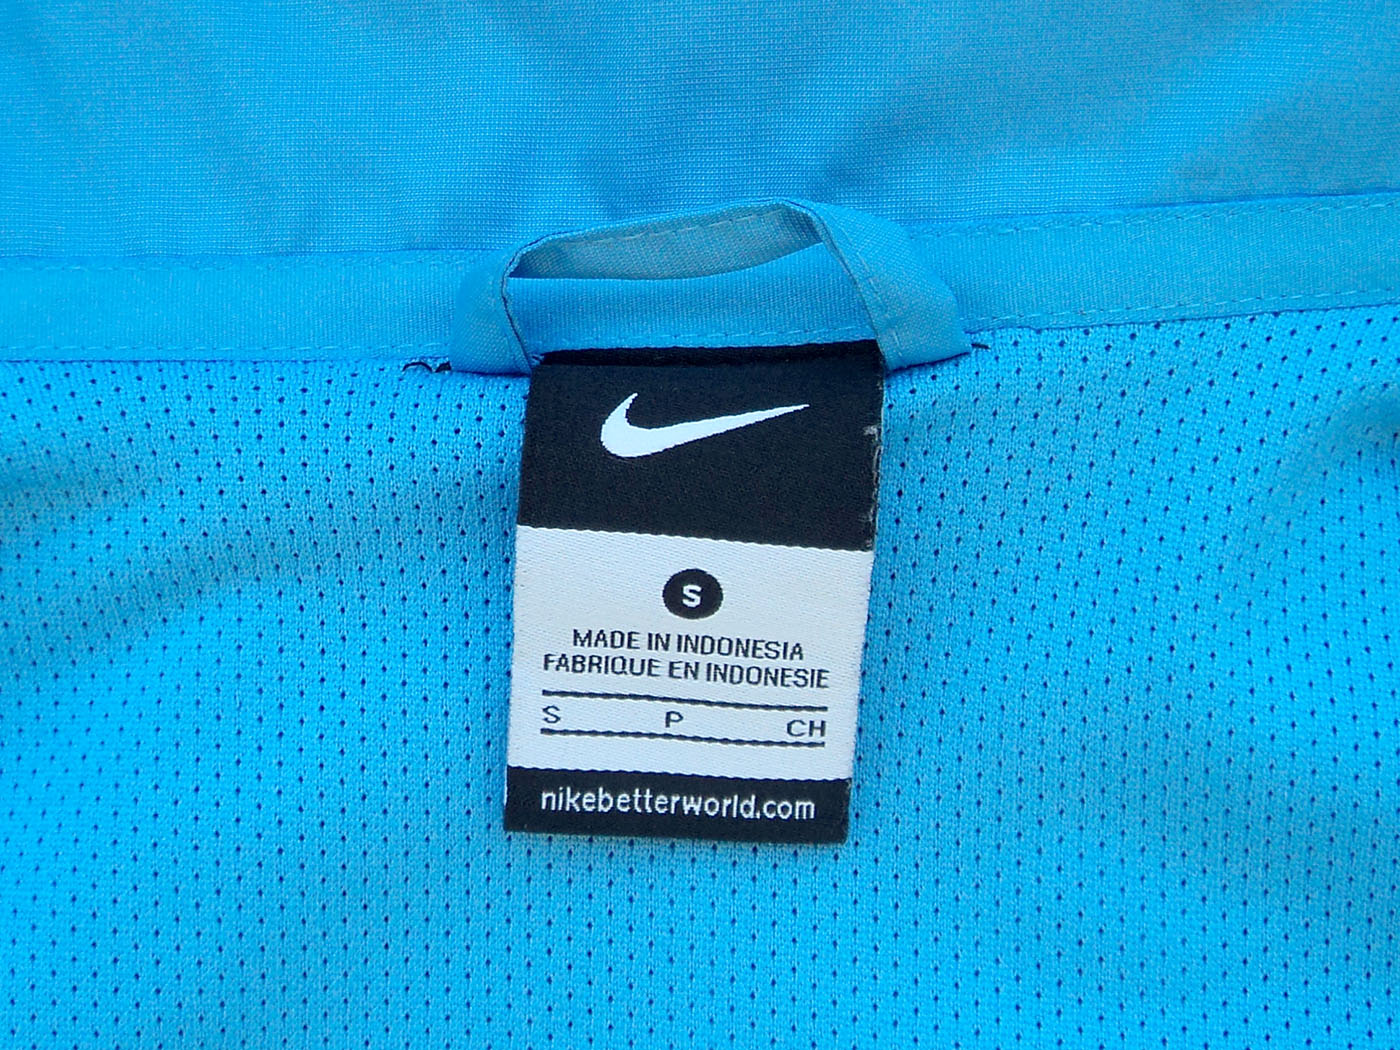 S
MADE IN INDONESIA
FABRIQUE EN INDONESIE
S P CH
nikebetterworld.com